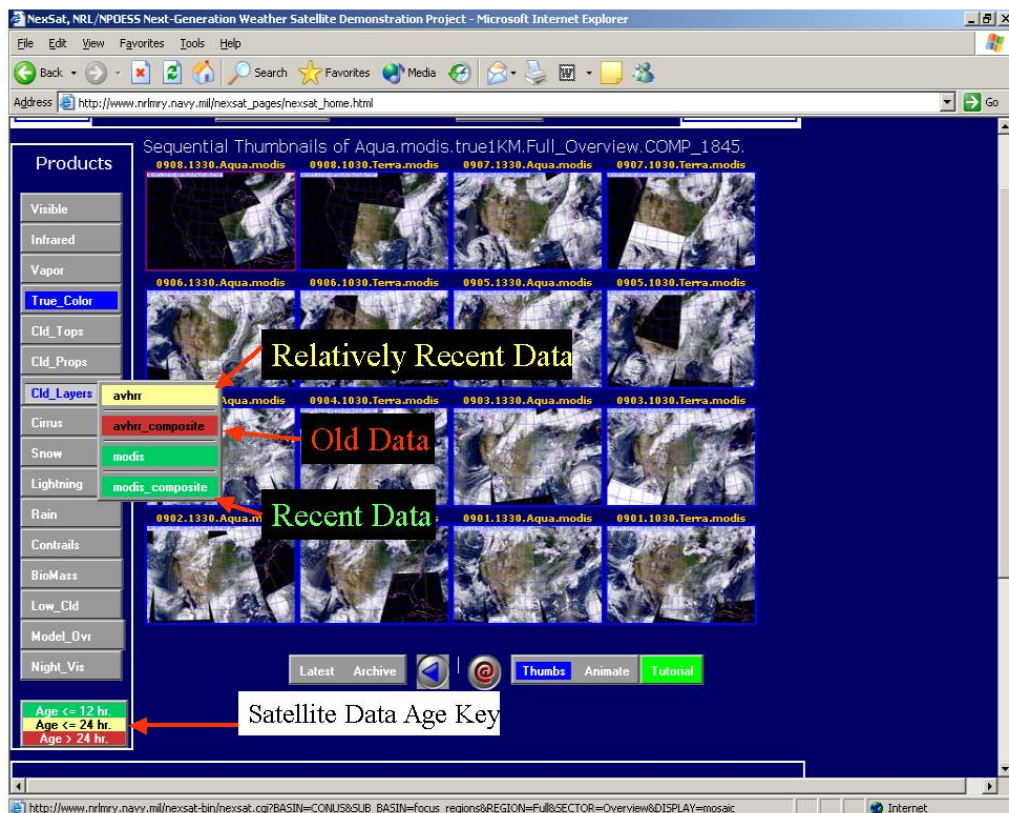 NexSat, NRL/NPOESS Next-Generation Weather Satellite Demonstration Project - Microsoft Internet Explorer
File Edit View Favorites Tools Help
Back Search Favorites Media
Address http://www.nrlmry.navy.mil/nexsat_pages/nexsat_home.html Go
Products
Sequential Thumbnails of Aqua.modis.true1KM.Full_Overview.COMP_1845.
0908.1330.Aqua.modis 0908.1030.Terra.modis 0907.1330.Aqua.modis 0907.1030.Terra.modis
Visible
Infrared
Vapor
True_Color
0906.1330.Aqua.modis 0906.1030.Terra.modis 0905.1330.Aqua.modis 0905.1030.Terra.modis
Cld_Tops
Cld_Props
Relatively Recent Data
Cld_Layers
avhrr
Aqua.modis 0904.1030.Terra.modis 0903.1330.Aqua.modis 0903.1030.Terra.modis
Cirrus
avhrr_composite
Old Data
Snow
modis
Lightning
modis_composite
Recent Data
Rain
0902.1330.Aqua.m s 0901.1330.Aqua.modis 0901.1030.Terra.modis
Contrails
BioMass
Low_Cld
Model_Ovr
Night_Vis
Latest Archive @ Thumbs Animate Tutorial
Age <= 12 hr.
Age <= 24 hr.
Age > 24 hr.
Satellite Data Age Key
http://www.nrlmry.navy.mil/nexsat-bin/nexsat.cgi?BASIN=CONUS&SUB_BASIN=focus_regions&REGION=Full&SECTOR=Overview&DISPLAY=mosaic Internet